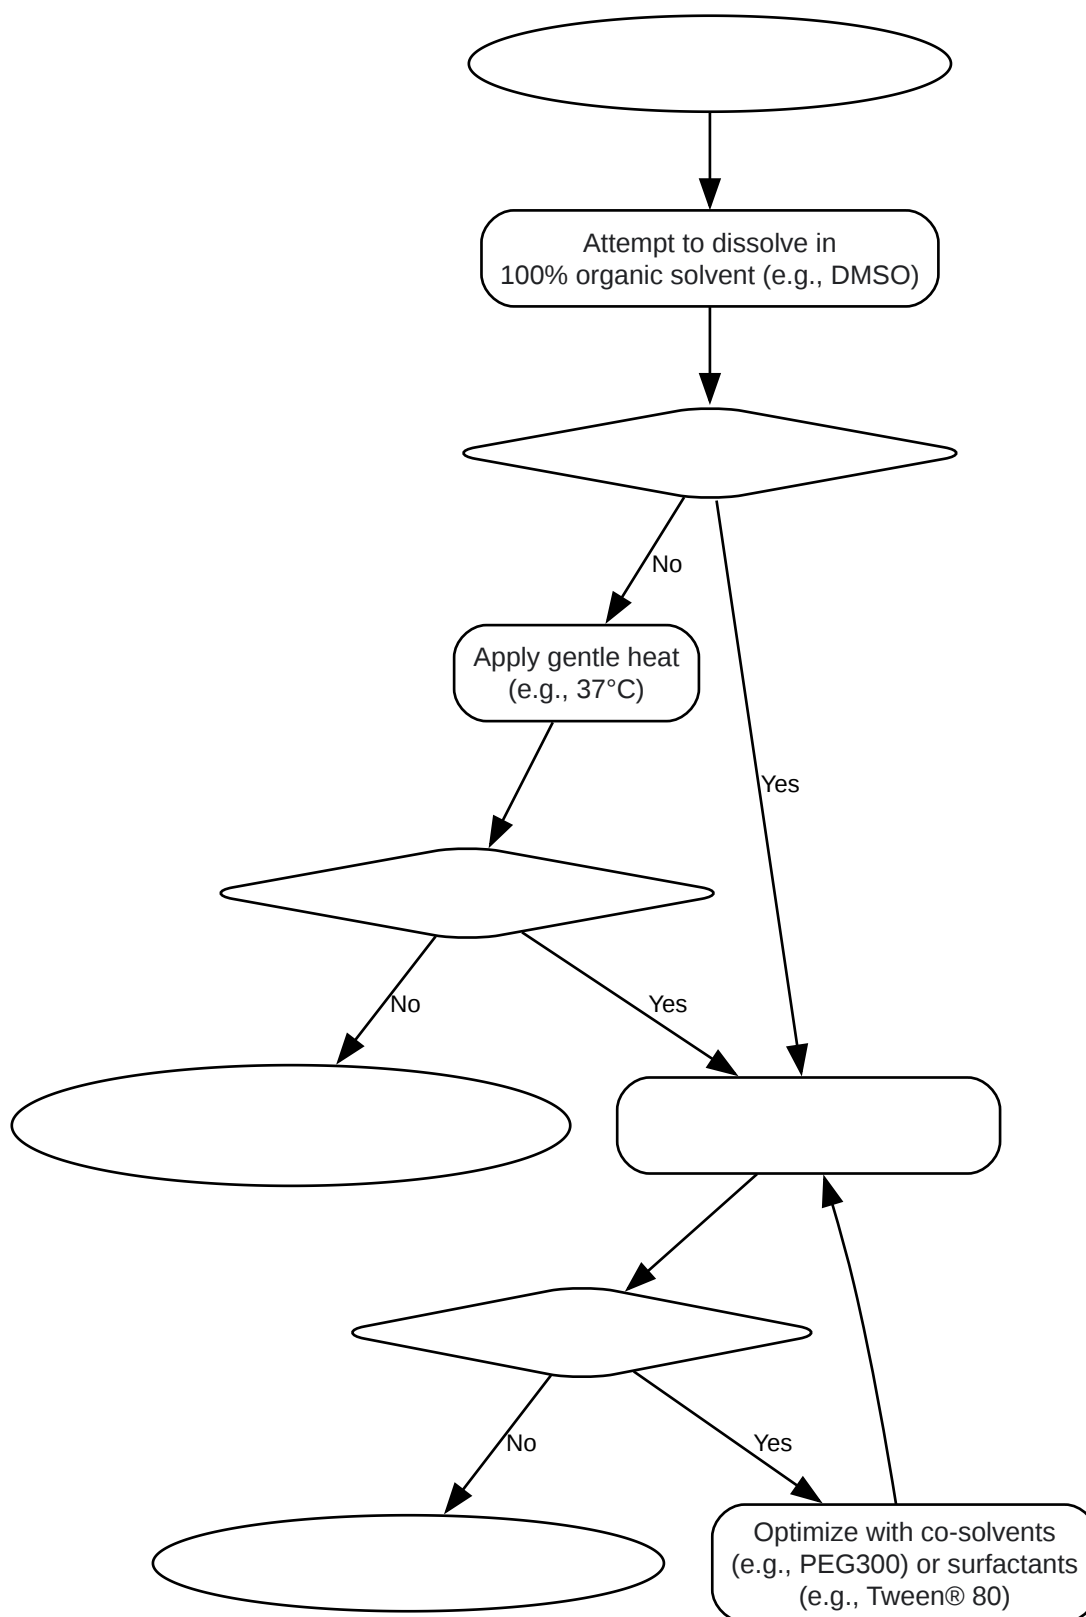 Attempt to dissolve in
100% organic solvent (e.g., DMSO)
No
Apply gentle heat
(e.g., 37°C)
Yes
No
Yes
No
Yes
Optimize with co-solvents
(e.g., PEG300) or surfactants
(e.g., Tween® 80)